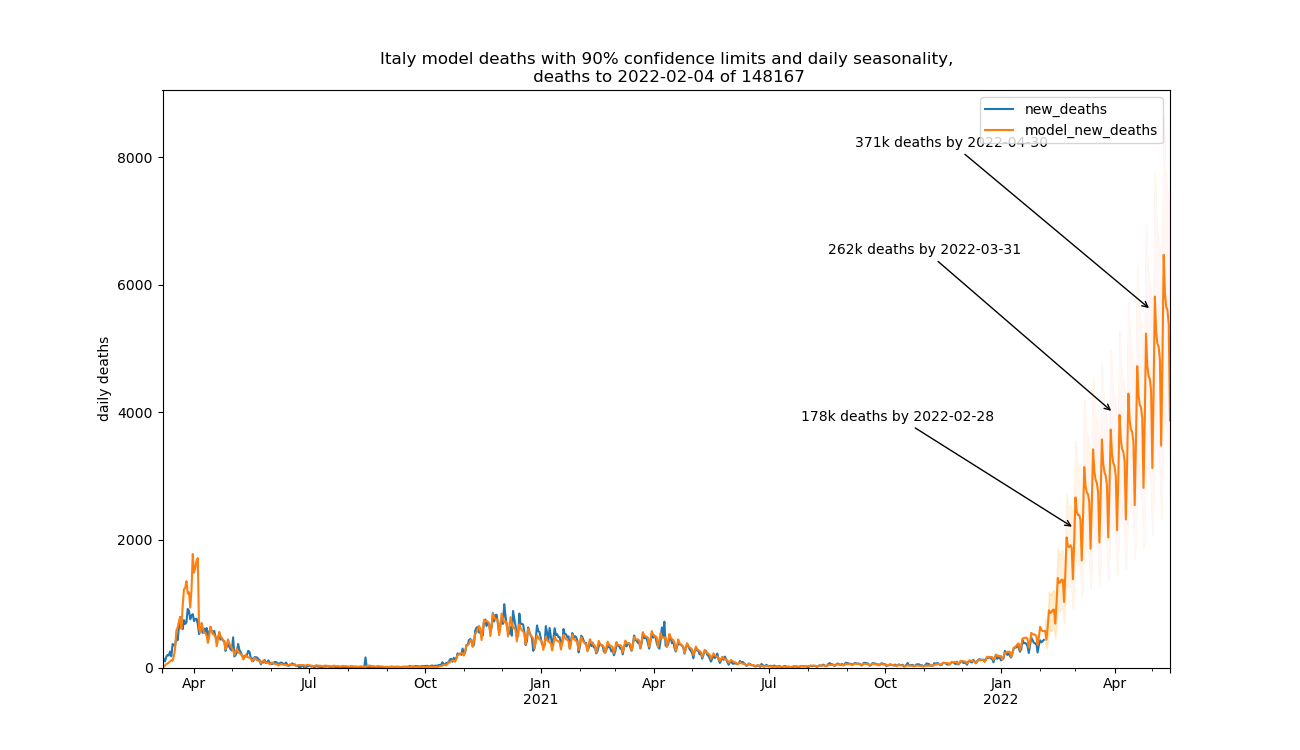 Italy model deaths with 90% confidence limits and daily seasonality,
deaths to 2022-02-04 of 148167
new_deaths
model_new_deaths
371k deaths by 2022-04-30
262k deaths by 2022-03-31
178k deaths by 2022-02-28
daily deaths
8000
6000
4000
2000
0
Apr Jul Oct Jan Apr Jul Oct Jan Apr
2021 2022